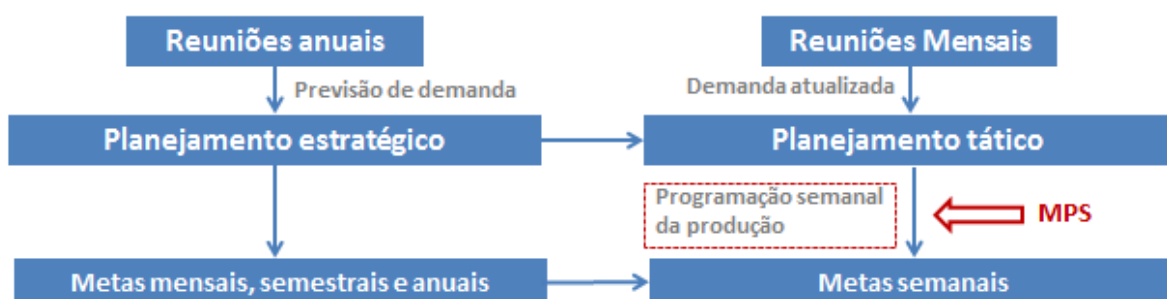 Reuniões anuais
Reuniões Mensais
Previsão de demanda
Demanda atualizada
Planejamento estratégico
Planejamento tático
Programação semanal
da produção
MPS
Metas mensais, semestrais e anuais
Metas semanais